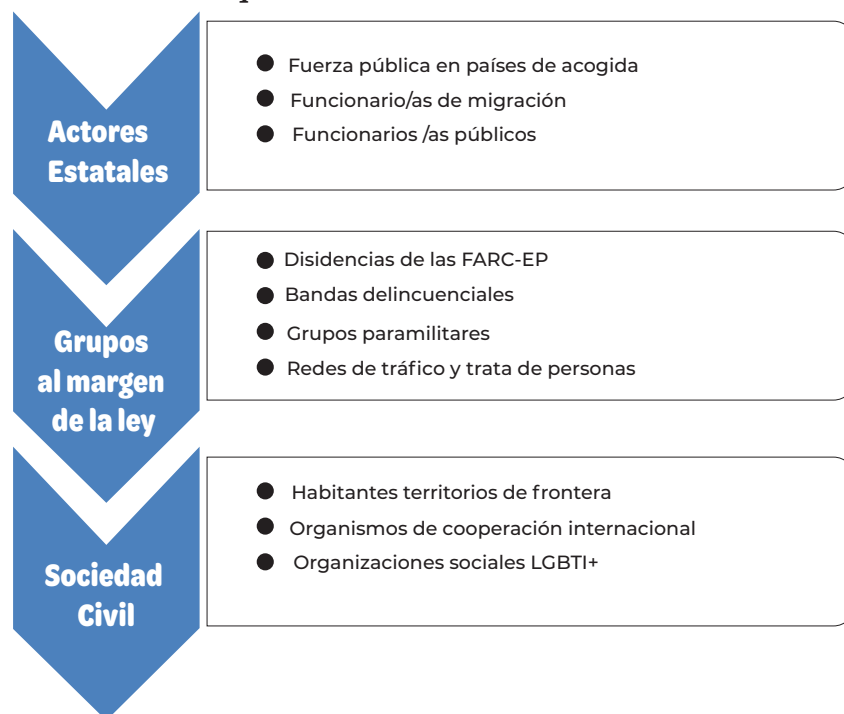 Actores
Estatales
● Fuerza pública en países de acogida
● Funcionario/as de migración
● Funcionarios /as públicos
Grupos
al margen
de la ley
● Disidencias de las FARC-EP
● Bandas delincuenciales
● Grupos paramilitares
● Redes de tráfico y trata de personas
Sociedad
Civil
● Habitantes territorios de frontera
● Organismos de cooperación internacional
● Organizaciones sociales LGBTI+